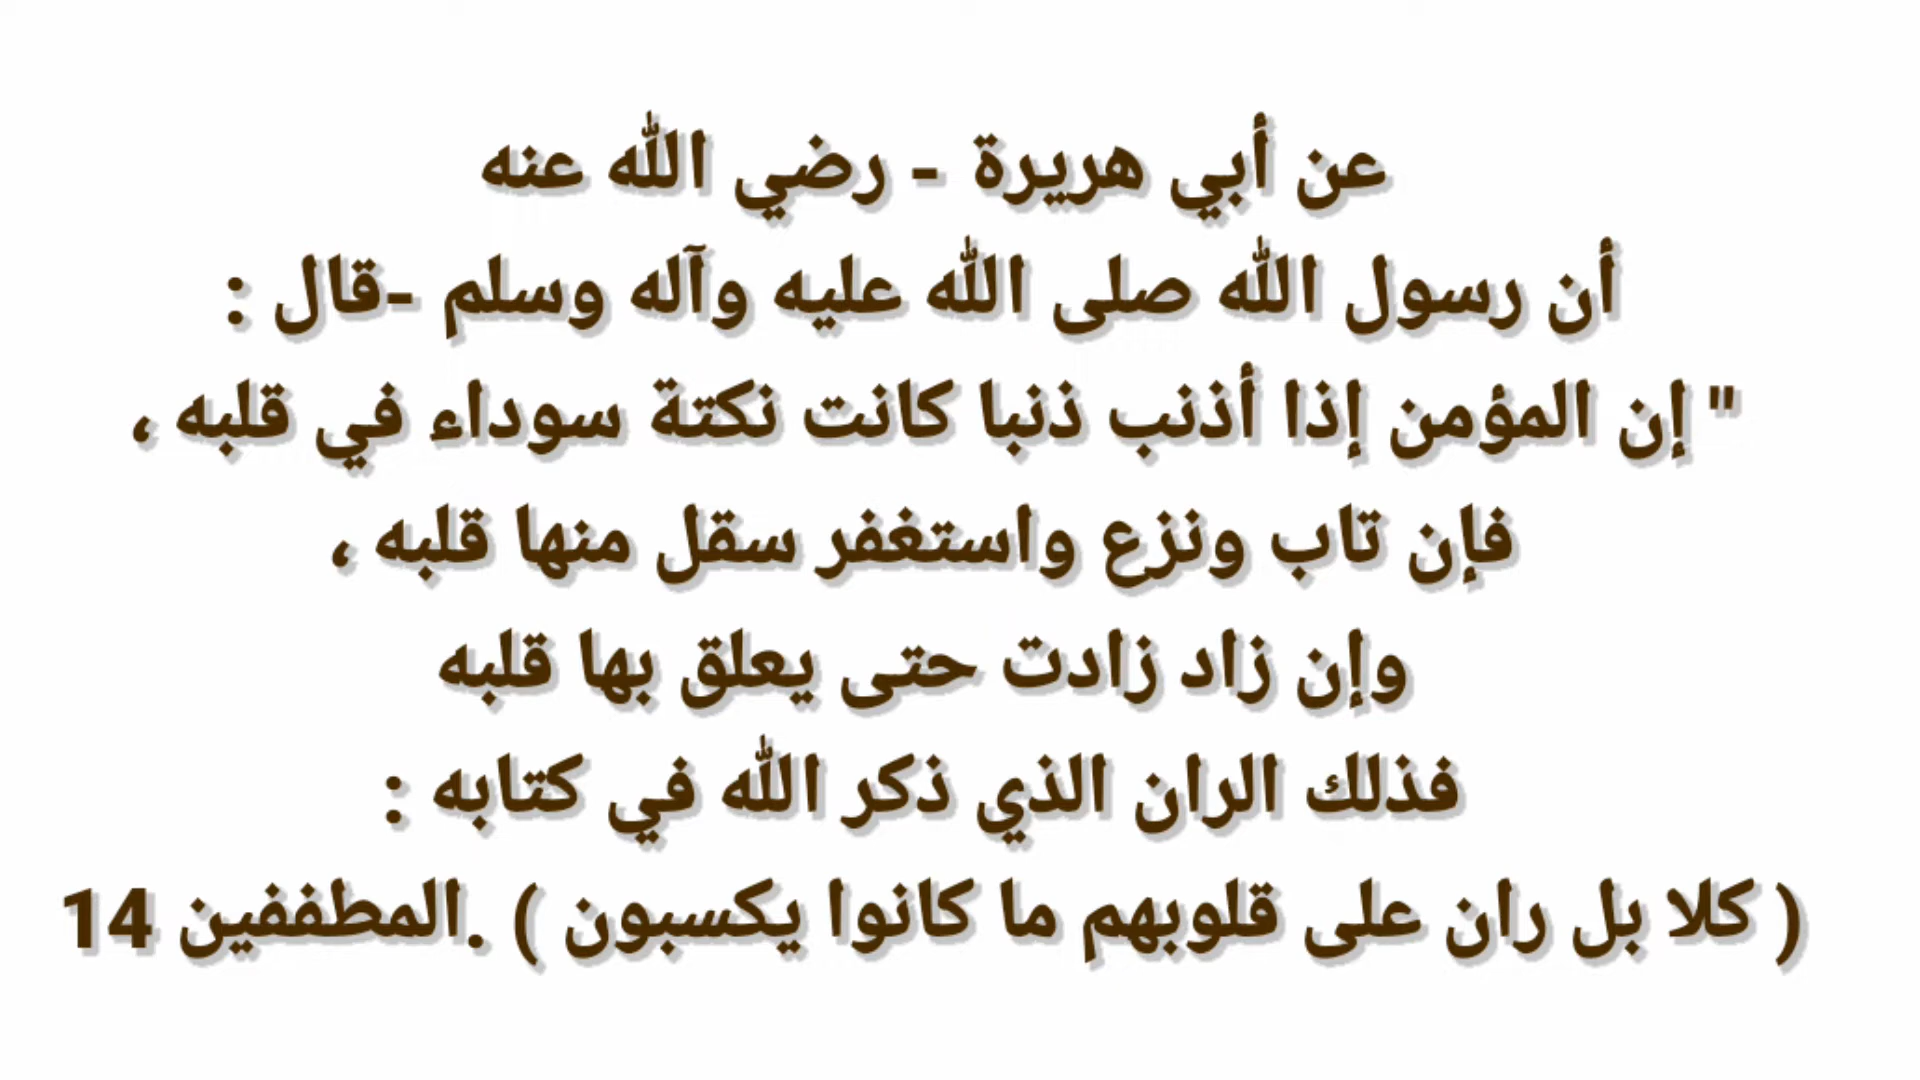 عن أبي هريرة - رضي الله عنه
أن رسول الله صلى الله عليه وآله وسلم -قال :
" إن المؤمن إذا أذنب ذنبا كانت نكتة سوداء في قلبه ،
فإن تاب ونزع واستغفر سقل منها قلبه ،
وإن زاد زادت حتى يعلق بها قلبه
فذلك الران الذي ذكر الله في كتابه :
( كلا بل ران على قلوبهم ما كانوا يكسبون ) .المطففين 14